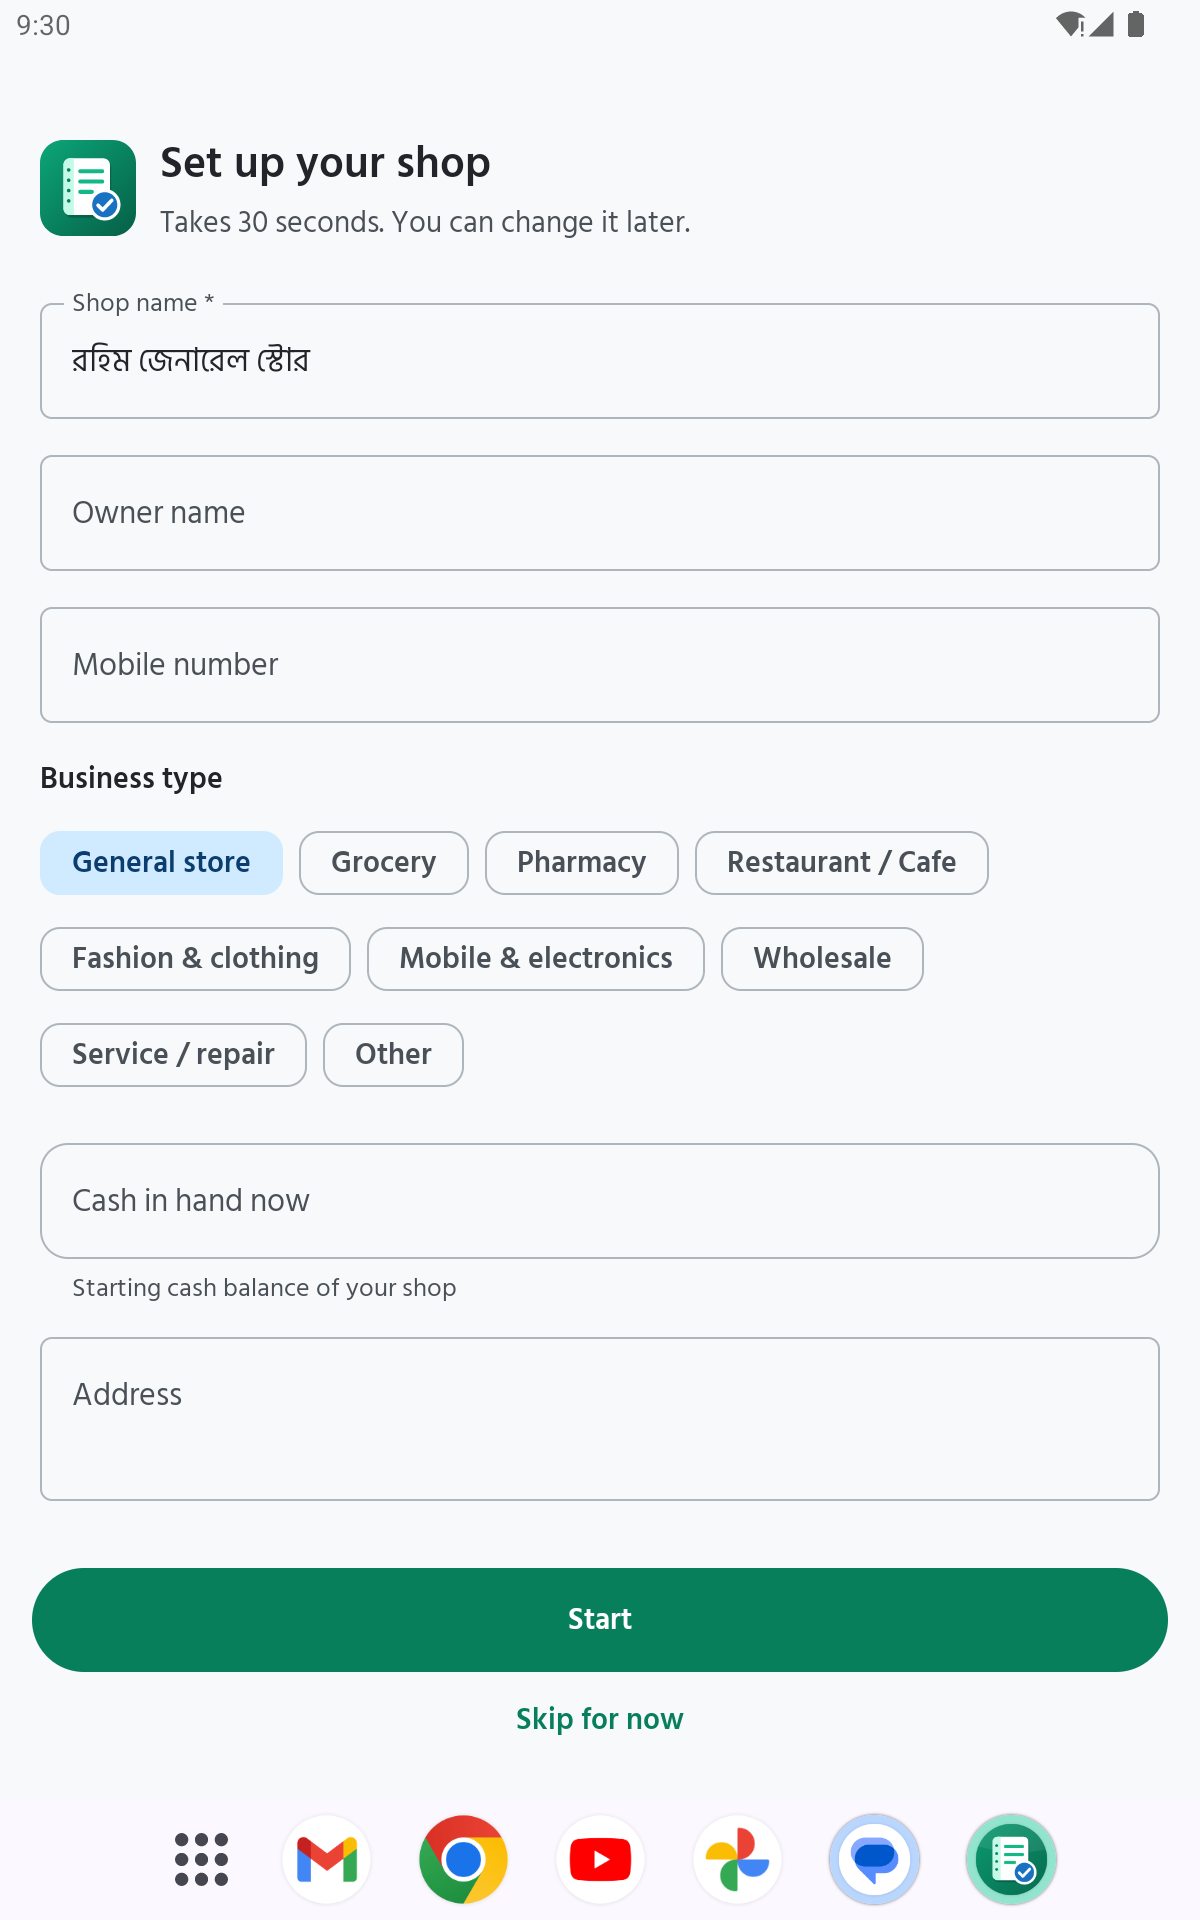 9:30
Set up your shop
Takes 30 seconds. You can change it later.
Shop name *
রহিম জেনারেল স্টোর
Owner name
Mobile number
Business type
General store
Grocery
Pharmacy
Restaurant / Cafe
Fashion & clothing
Mobile & electronics
Wholesale
Service / repair
Other
Cash in hand now
Starting cash balance of your shop
Address
Start
Skip for now